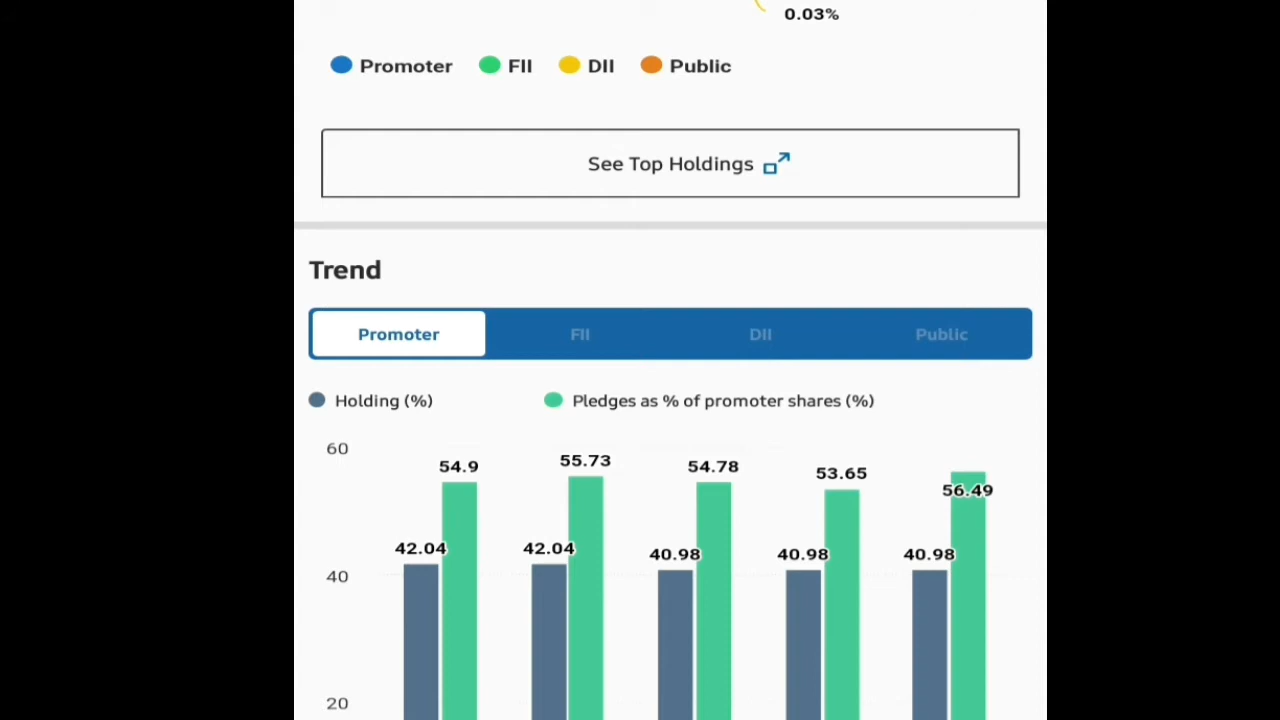 0.03%
Promoter FII DII Public
See Top Holdings
Trend
Promoter FII DII Public
Holding (%) Pledges as % of promoter shares (%)
60
54.9 55.73 54.78 53.65 56.49
42.04 42.04 40.98 40.98 40.98
40
20